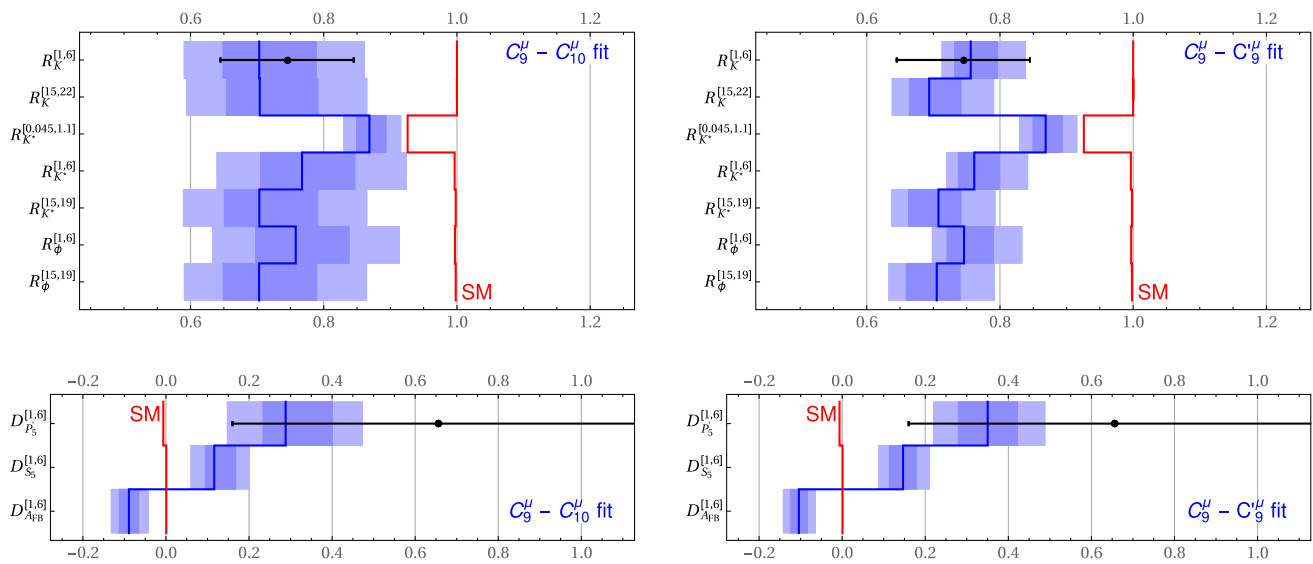 0.6 0.8 1.0 1.2
R_K^[1,6]
R_K^[15,22]
R_K*^[0.045,1.1]
R_K*^[1,6]
R_K*^[15,19]
R_ϕ^[1,6]
R_ϕ^[15,19]
C_9^μ – C_10^μ fit
SM
0.6 0.8 1.0 1.2
0.6 0.8 1.0 1.2
R_K^[1,6]
R_K^[15,22]
R_K*^[0.045,1.1]
R_K*^[1,6]
R_K*^[15,19]
R_ϕ^[1,6]
R_ϕ^[15,19]
C_9^μ – C'_9^μ fit
SM
0.6 0.8 1.0 1.2
−0.2 0.0 0.2 0.4 0.6 0.8 1.0
SM
D_P'5^[1,6]
D_S5^[1,6]
D_AFB^[1,6]
C_9^μ – C_10^μ fit
−0.2 0.0 0.2 0.4 0.6 0.8 1.0
−0.2 0.0 0.2 0.4 0.6 0.8 1.0
SM
D_P'5^[1,6]
D_S5^[1,6]
D_AFB^[1,6]
C_9^μ – C'_9^μ fit
−0.2 0.0 0.2 0.4 0.6 0.8 1.0